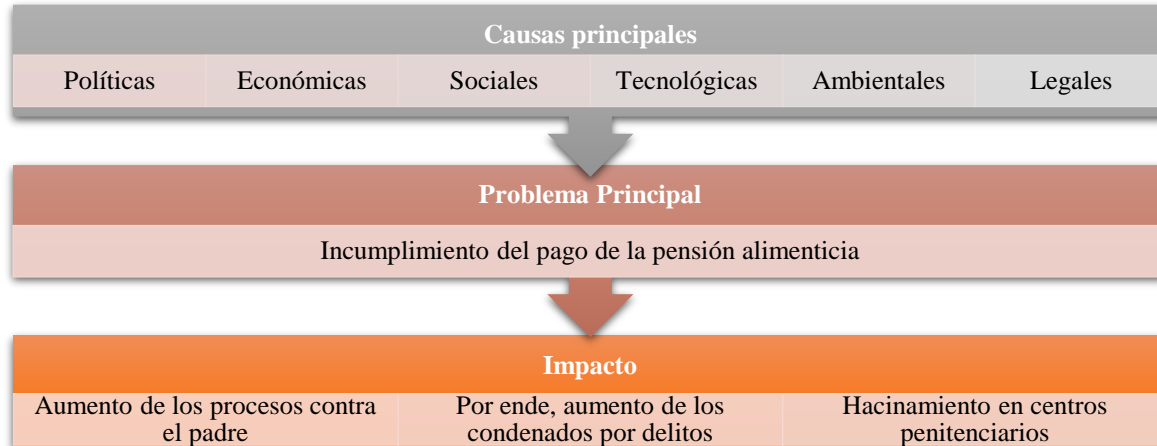 Causas principales
Políticas Económicas Sociales Tecnológicas Ambientales Legales
Problema Principal
Incumplimiento del pago de la pensión alimenticia
Impacto
Aumento de los procesos contra
el padre
Por ende, aumento de los
condenados por delitos
Hacinamiento en centros
penitenciarios